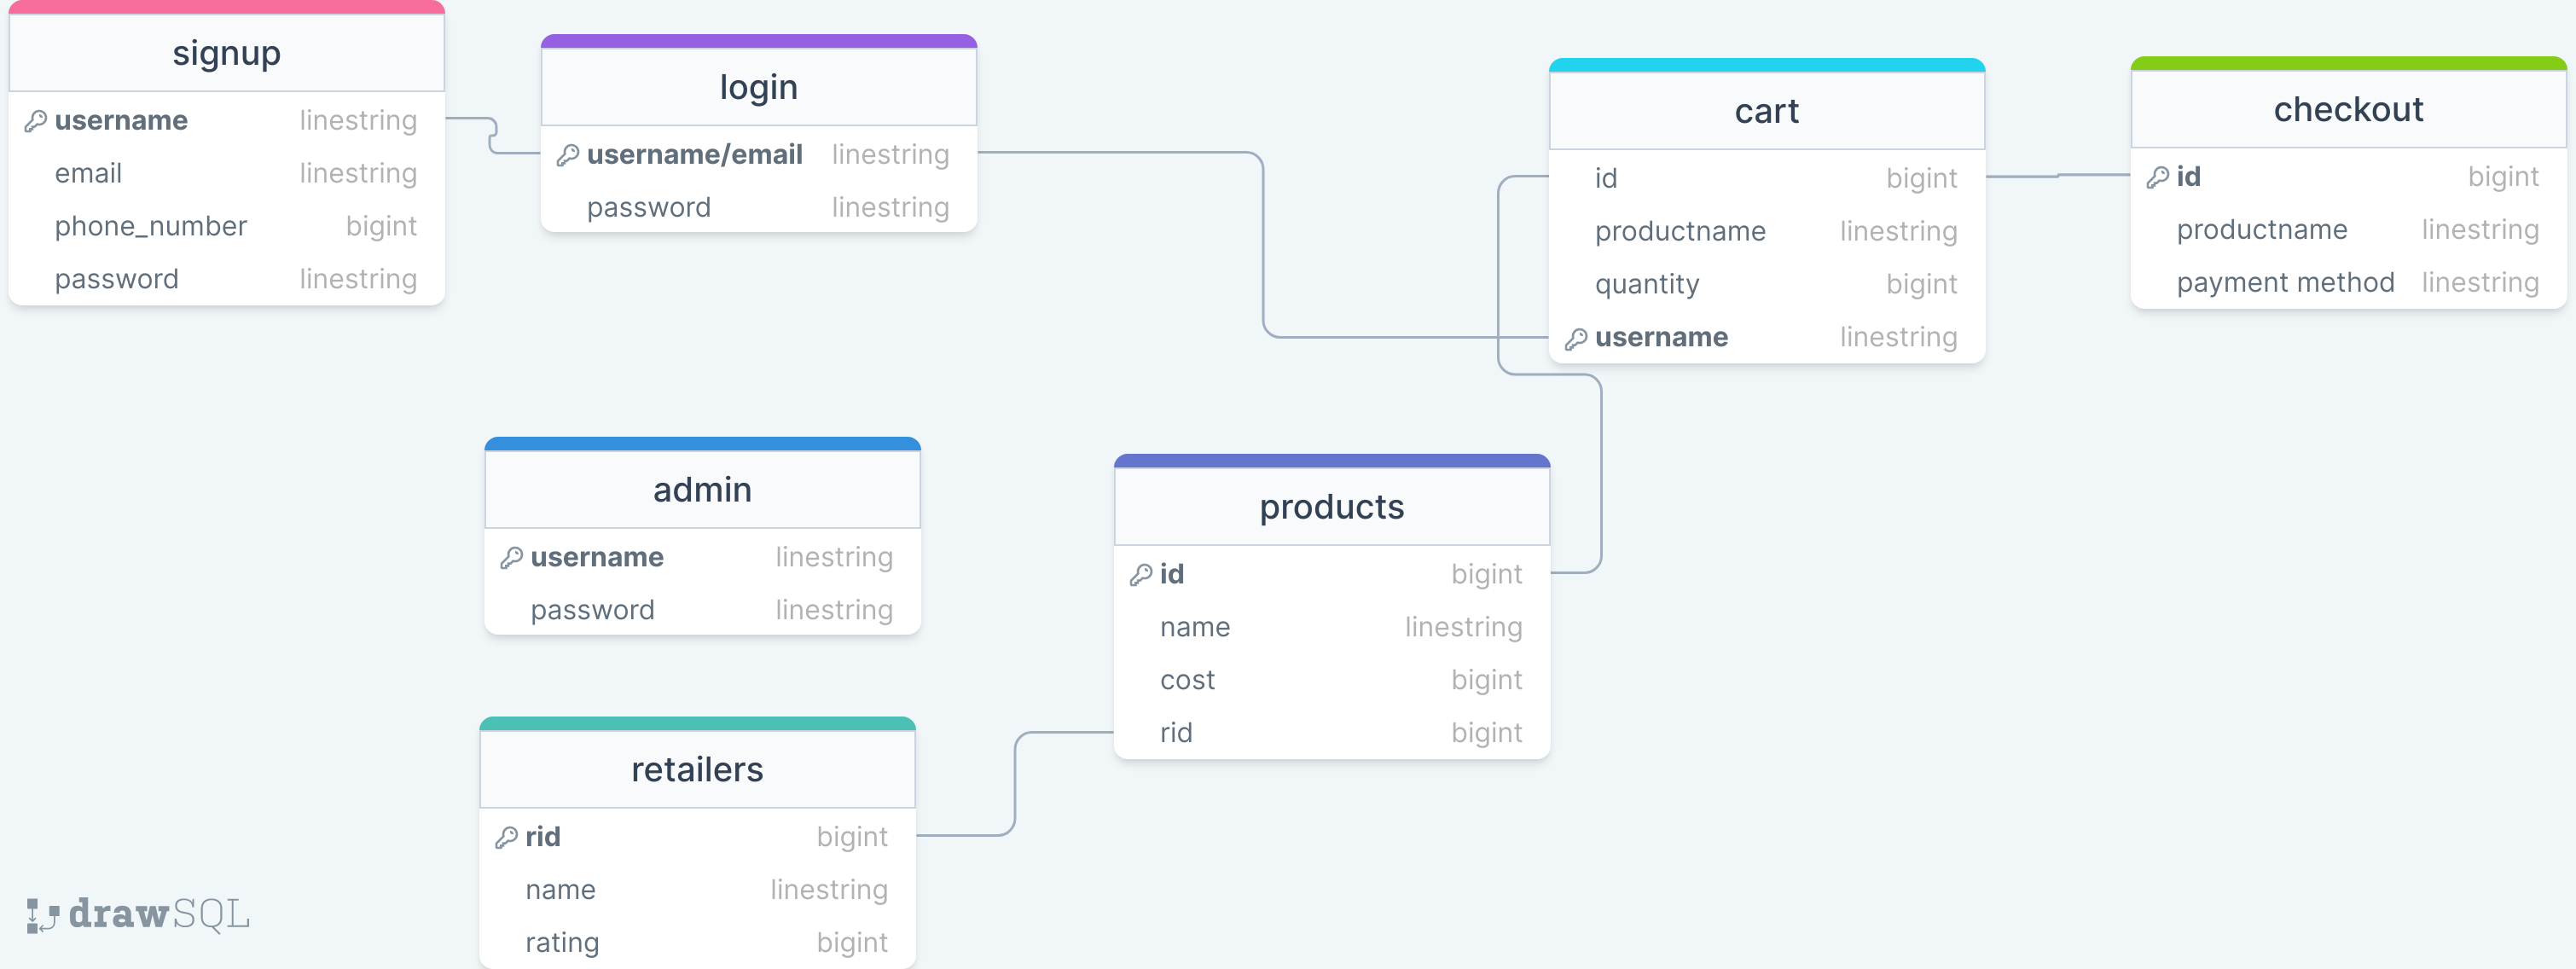 signup
username linestring
email linestring
phone_number bigint
password linestring
login
username/email linestring
password linestring
cart
id bigint
productname linestring
quantity bigint
username linestring
checkout
id bigint
productname linestring
payment method linestring
admin
username linestring
password linestring
products
id bigint
name linestring
cost bigint
rid bigint
retailers
rid bigint
name linestring
rating bigint
drawSQL